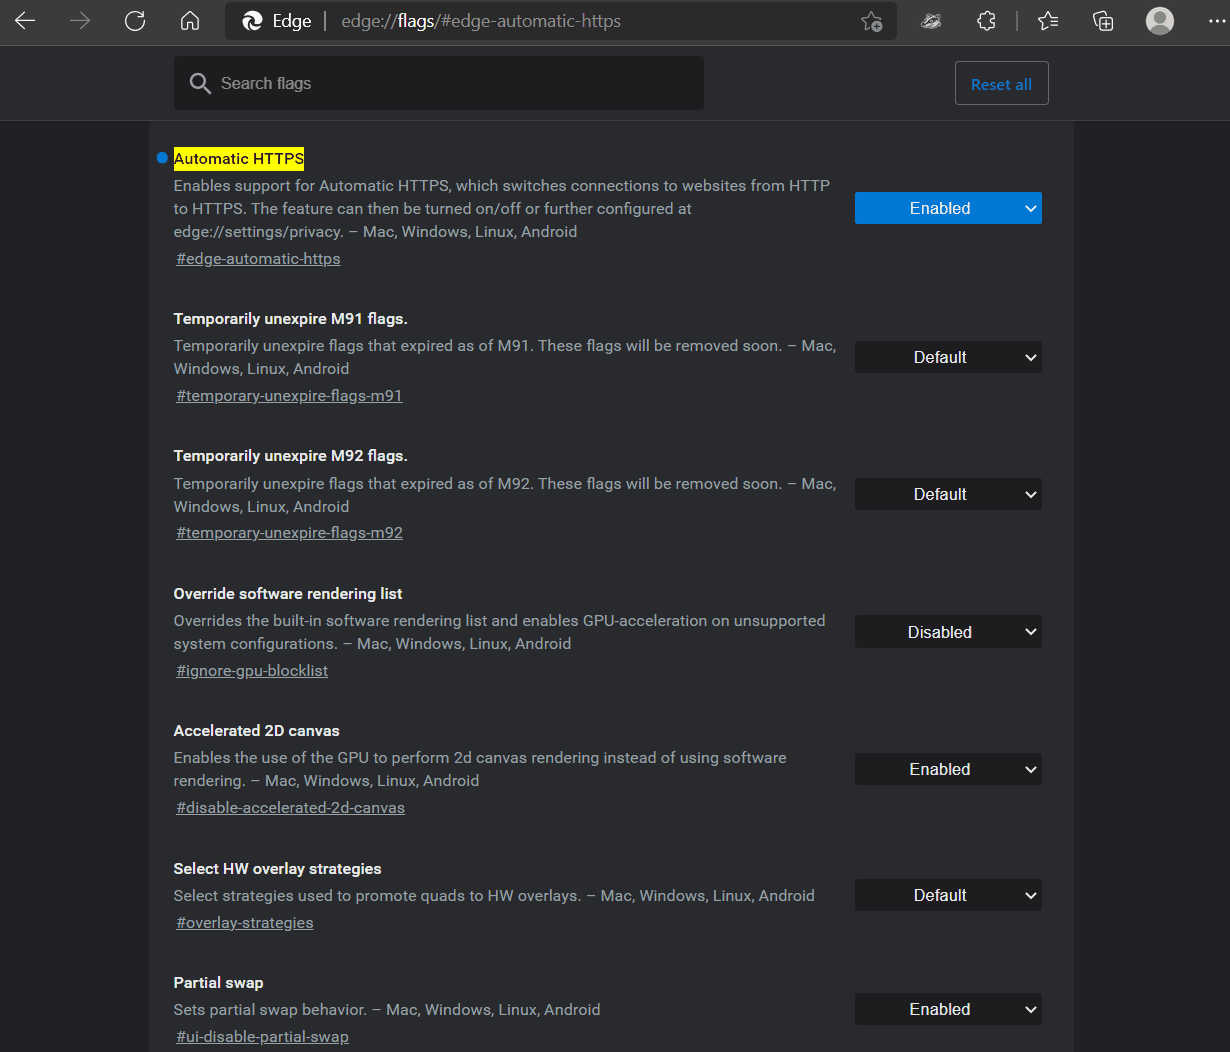 Edge
edge://flags/#edge-automatic-https
Search flags
Reset all
Automatic HTTPS
Enables support for Automatic HTTPS, which switches connections to websites from HTTP
to HTTPS. The feature can then be turned on/off or further configured at
edge://settings/privacy. – Mac, Windows, Linux, Android
#edge-automatic-https
Enabled
Temporarily unexpire M91 flags.
Temporarily unexpire flags that expired as of M91. These flags will be removed soon. – Mac,
Windows, Linux, Android
#temporary-unexpire-flags-m91
Default
Temporarily unexpire M92 flags.
Temporarily unexpire flags that expired as of M92. These flags will be removed soon. – Mac,
Windows, Linux, Android
#temporary-unexpire-flags-m92
Default
Override software rendering list
Overrides the built-in software rendering list and enables GPU-acceleration on unsupported
system configurations. – Mac, Windows, Linux, Android
#ignore-gpu-blocklist
Disabled
Accelerated 2D canvas
Enables the use of the GPU to perform 2d canvas rendering instead of using software
rendering. – Mac, Windows, Linux, Android
#disable-accelerated-2d-canvas
Enabled
Select HW overlay strategies
Select strategies used to promote quads to HW overlays. – Mac, Windows, Linux, Android
#overlay-strategies
Default
Partial swap
Sets partial swap behavior. – Mac, Windows, Linux, Android
#ui-disable-partial-swap
Enabled